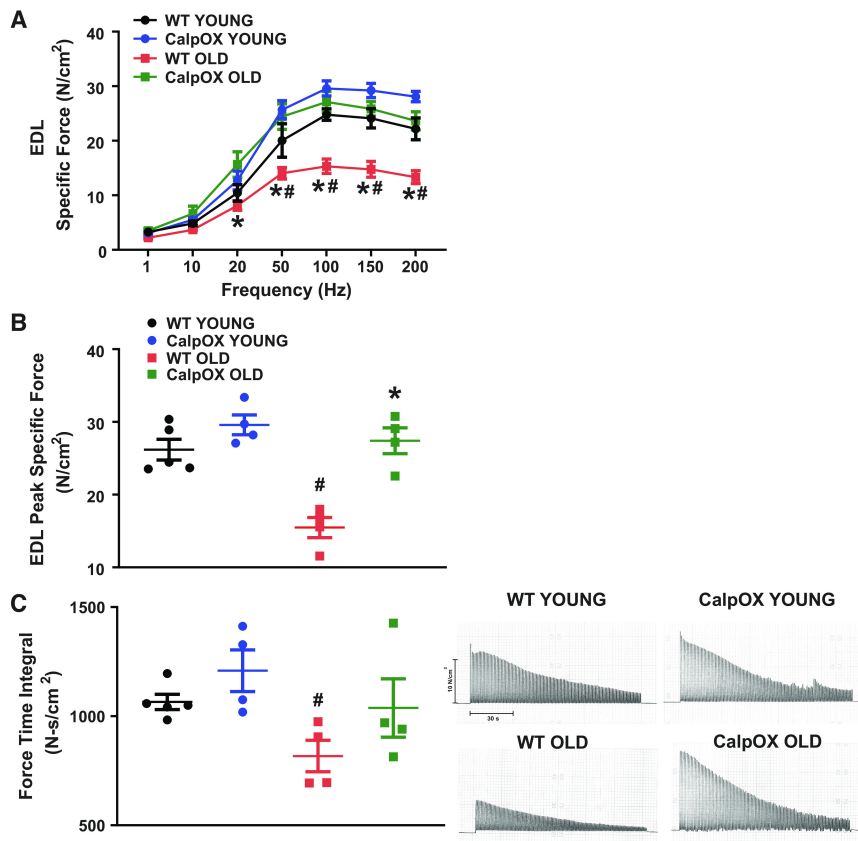 A
WT YOUNG
CalpOX YOUNG
WT OLD
CalpOX OLD
EDL
Specific Force (N/cm²)
40
30
20
10
0
*
*#
*#
*#
*#
1 10 20 50 100 150 200
Frequency (Hz)
B
WT YOUNG
CalpOX YOUNG
WT OLD
CalpOX OLD
EDL Peak Specific Force
(N/cm²)
40
30
20
10
#
*
C
Force Time Integral
(N-s/cm²)
1500
1000
500
#
WT YOUNG
CalpOX YOUNG
10 N/cm²
30 s
WT OLD
CalpOX OLD